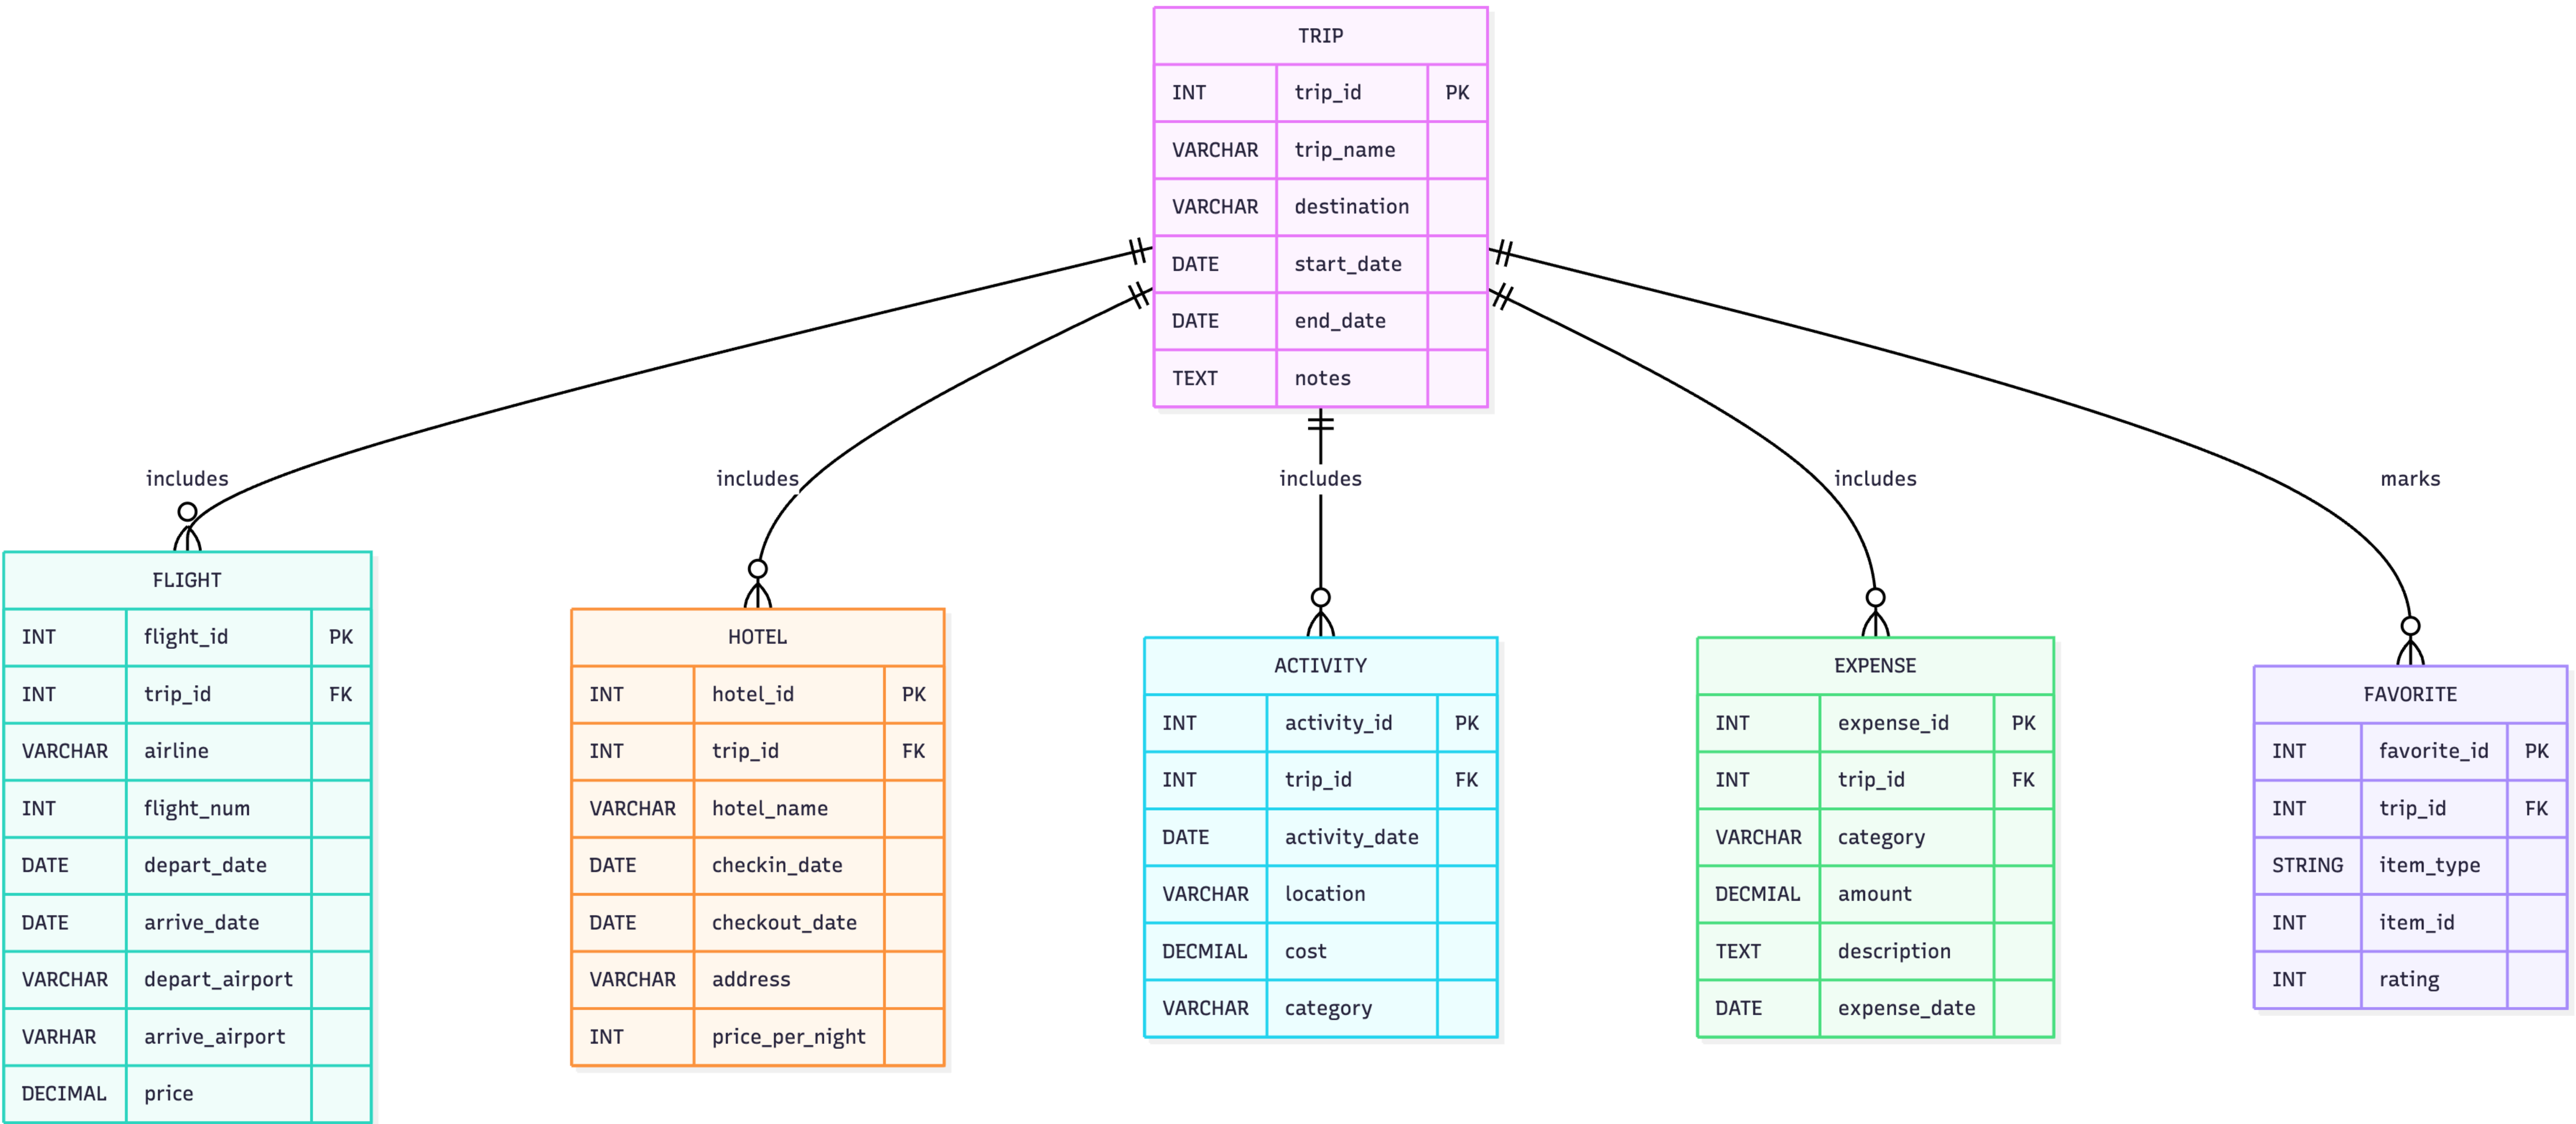 TRIP
INT trip_id PK
VARCHAR trip_name
VARCHAR destination
DATE start_date
DATE end_date
TEXT notes
includes includes includes includes marks
FLIGHT
INT flight_id PK
INT trip_id FK
VARCHAR airline
INT flight_num
DATE depart_date
DATE arrive_date
VARCHAR depart_airport
VARHAR arrive_airport
DECIMAL price
HOTEL
INT hotel_id PK
INT trip_id FK
VARCHAR hotel_name
DATE checkin_date
DATE checkout_date
VARCHAR address
INT price_per_night
ACTIVITY
INT activity_id PK
INT trip_id FK
DATE activity_date
VARCHAR location
DECMIAL cost
VARCHAR category
EXPENSE
INT expense_id PK
INT trip_id FK
VARCHAR category
DECMIAL amount
TEXT description
DATE expense_date
FAVORITE
INT favorite_id PK
INT trip_id FK
STRING item_type
INT item_id
INT rating